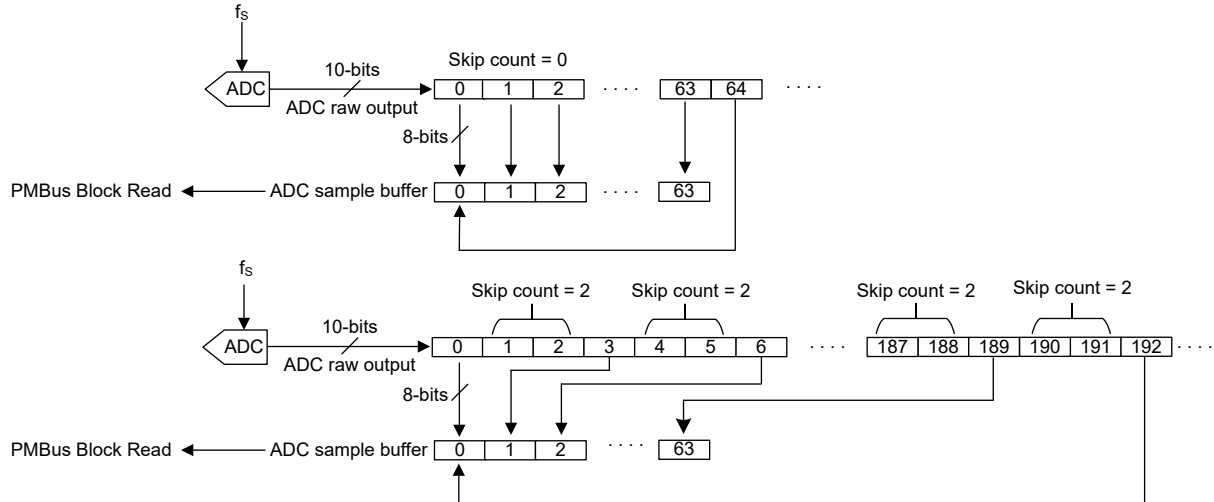 fS
Skip count = 0
10-bits
ADC
0 1 2 . . . . 63 64 . . . .
ADC raw output
8-bits
PMBus Block Read ADC sample buffer 0 1 2 . . . . 63
fS
Skip count = 2 Skip count = 2 Skip count = 2 Skip count = 2
10-bits
ADC
0 1 2 3 4 5 6 . . . . 187 188 189 190 191 192 . . . .
ADC raw output
8-bits
PMBus Block Read ADC sample buffer 0 1 2 . . . . 63